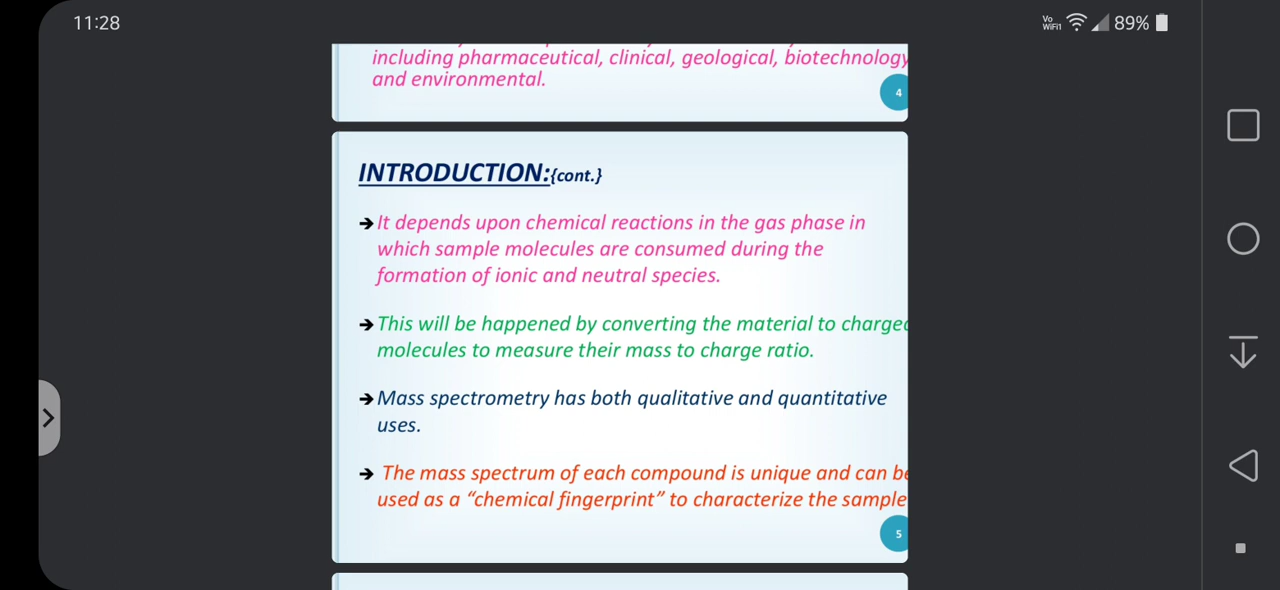 11:28
Vo
WiFi1
89%
including pharmaceutical, clinical, geological, biotechnology
and environmental.
4
INTRODUCTION:{cont.}
➔ It depends upon chemical reactions in the gas phase in
which sample molecules are consumed during the
formation of ionic and neutral species.
➔ This will be happened by converting the material to charged
molecules to measure their mass to charge ratio.
➔ Mass spectrometry has both qualitative and quantitative
uses.
➔ The mass spectrum of each compound is unique and can be
used as a “chemical fingerprint” to characterize the sample
5